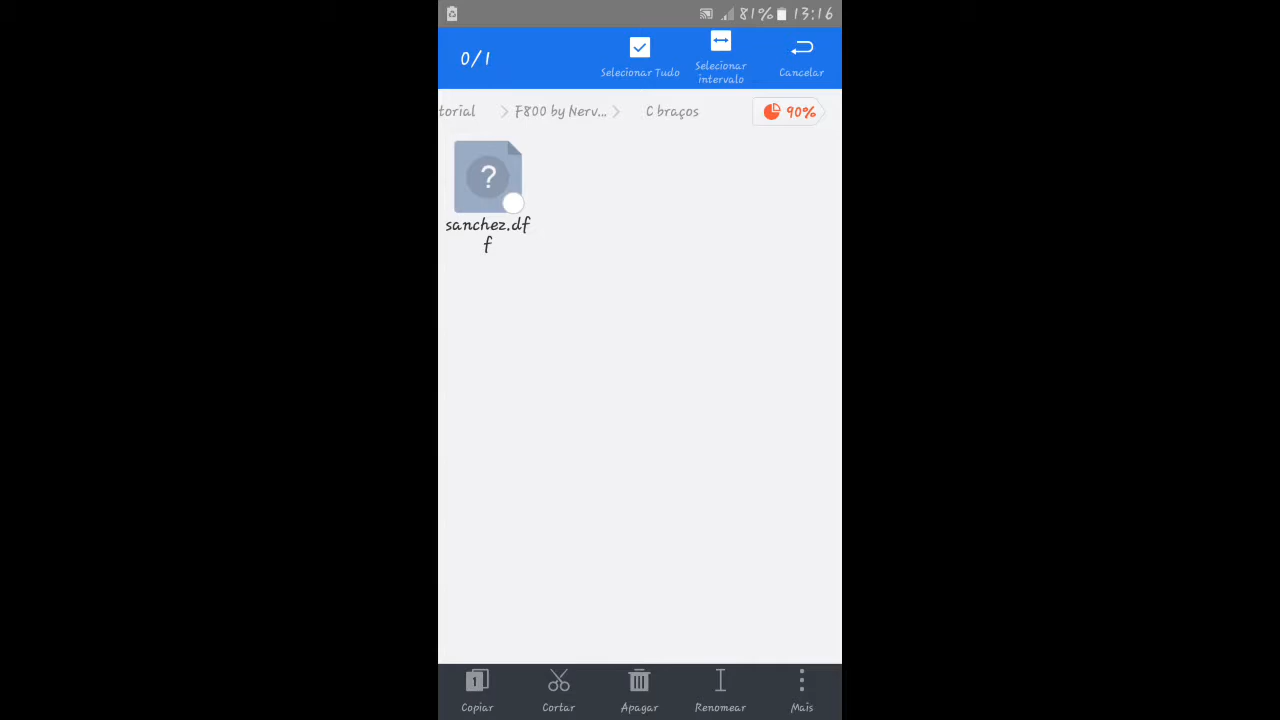 81% 13:16
0/1
Selecionar Tudo
Selecionar
intervalo
Cancelar
torial
F800 by Nerv...
C braços
90%
?
sanchez.df
f
1
Copiar
Cortar
Apagar
Renomear
Mais